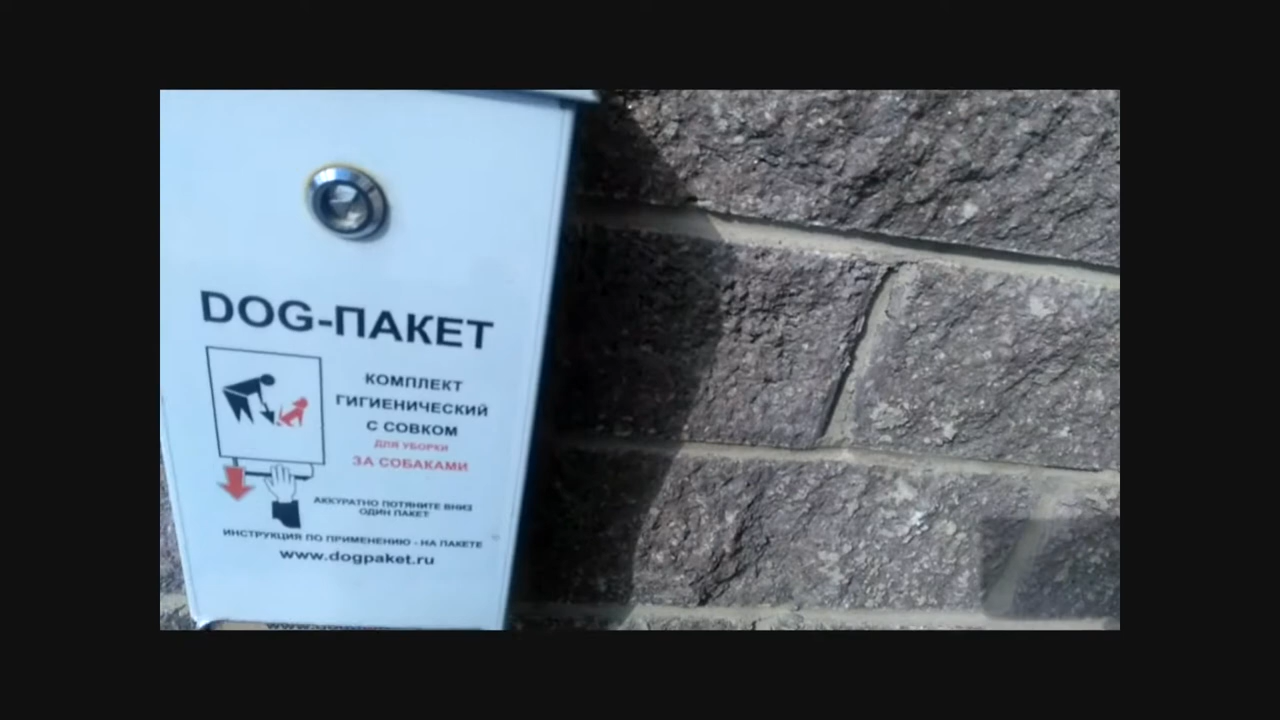 DOG-ПАКЕТ
КОМПЛЕКТ
ГИГИЕНИЧЕСКИЙ
С СОВКОМ
ДЛЯ УБОРКИ
ЗА СОБАКАМИ
АККУРАТНО ПОТЯНИТЕ ВНИЗ
ОДИН ПАКЕТ
ИНСТРУКЦИЯ ПО ПРИМЕНЕНИЮ - НА ПАКЕТЕ
www.dogpaket.ru